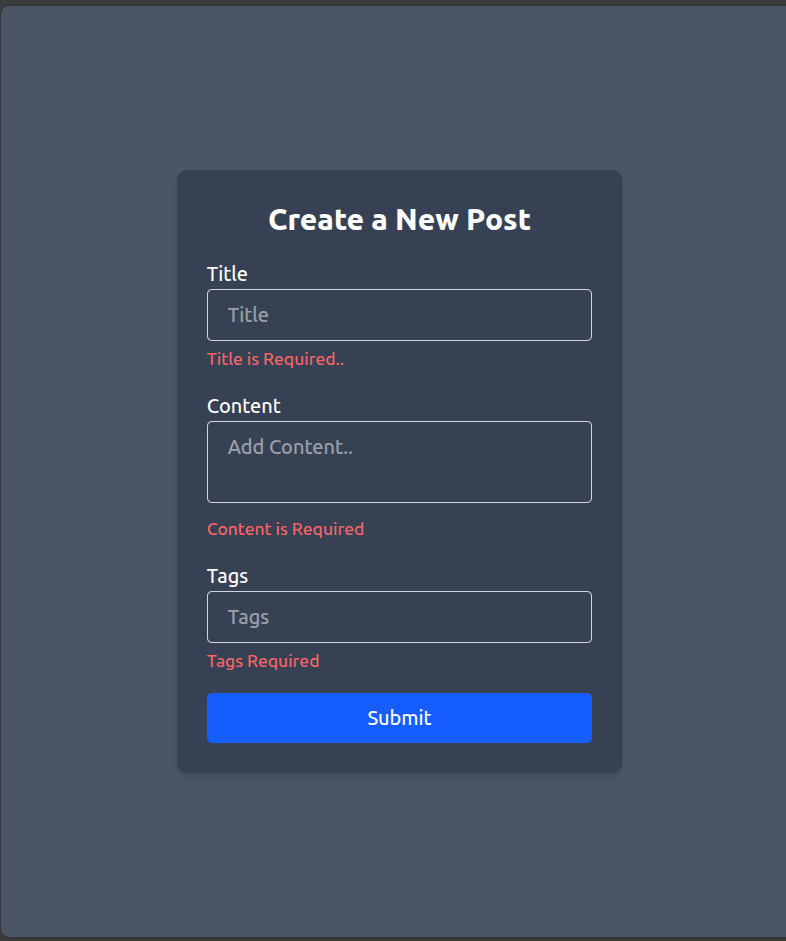 Create a New Post
Title
Title
Title is Required..
Content
Add Content..
Content is Required
Tags
Tags
Tags Required
Submit